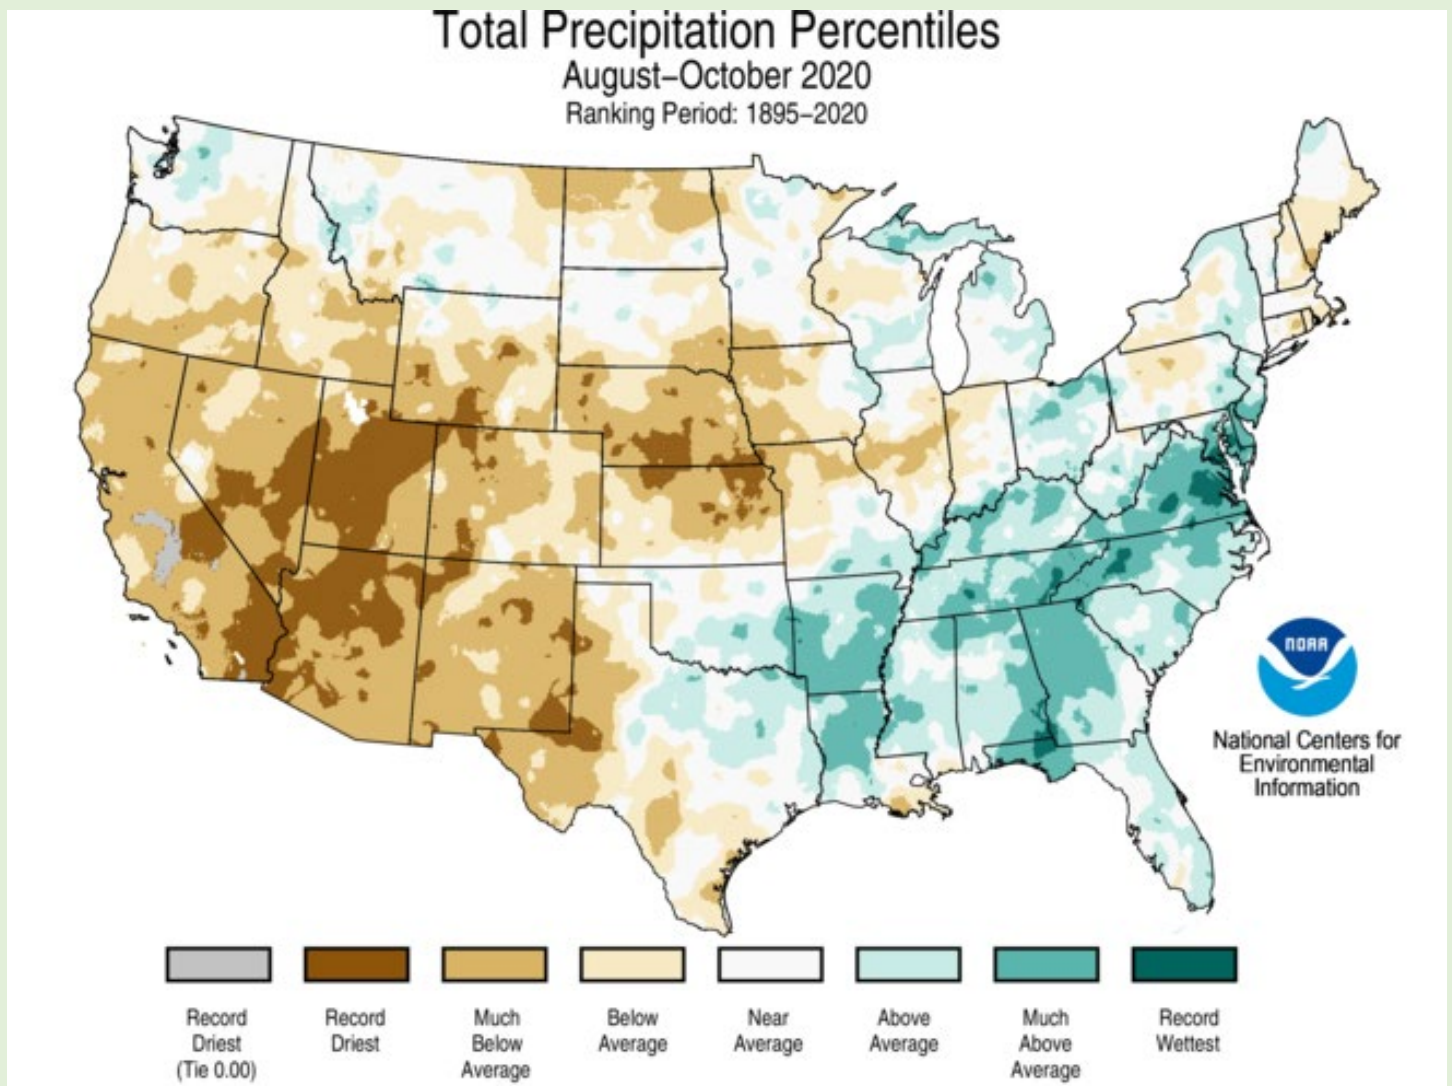 Total Precipitation Percentiles
August–October 2020
Ranking Period: 1895–2020
NOAA
National Centers for
Environmental
Information
Record
Driest
(Tie 0.00)
Record
Driest
Much
Below
Average
Below
Average
Near
Average
Above
Average
Much
Above
Average
Record
Wettest